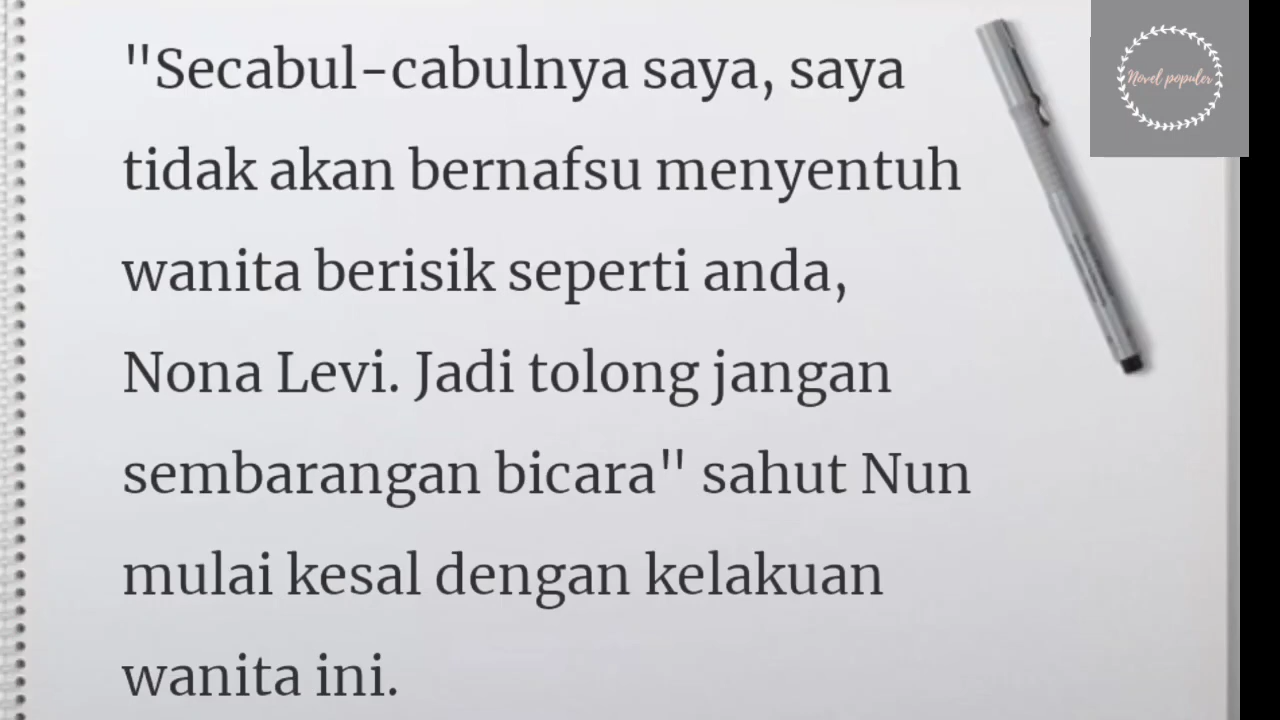 "Secabul-cabulnya saya, saya
tidak akan bernafsu menyentuh
wanita berisik seperti anda,
Nona Levi. Jadi tolong jangan
sembarangan bicara" sahut Nun
mulai kesal dengan kelakuan
wanita ini.
Novel populer